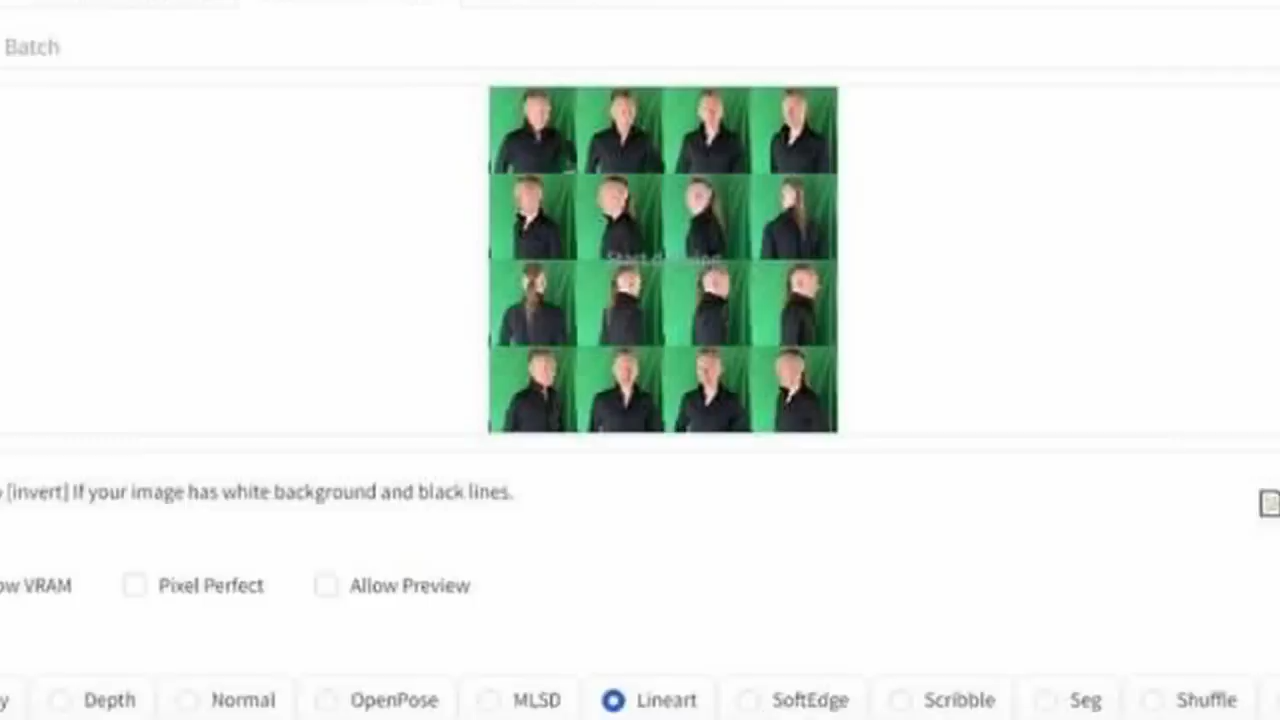 Batch
[invert] If your image has white background and black lines.
ow VRAM Pixel Perfect Allow Preview
y Depth Normal OpenPose MLSD Lineart SoftEdge Scribble Seg Shuffle